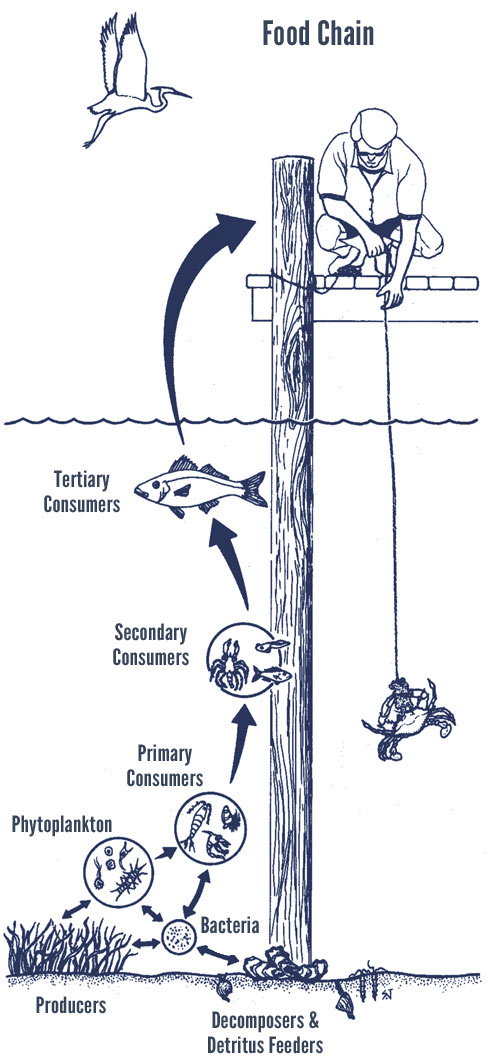 Food Chain
Tertiary
Consumers
Secondary
Consumers
Primary
Consumers
Phytoplankton
Bacteria
Producers
Decomposers &
Detritus Feeders